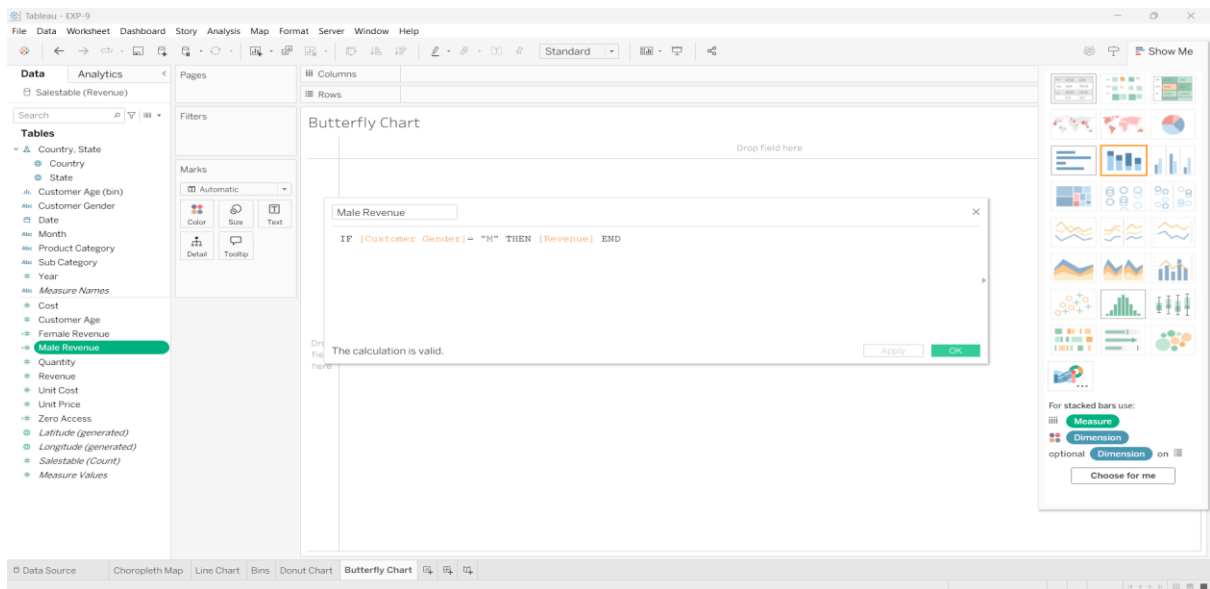 Tableau - EXP-9
File Data Worksheet Dashboard Story Analysis Map Format Server Window Help
Standard
Show Me
Data Analytics
Salestable (Revenue)
Search
Tables
Country, State
Country
State
Customer Age (bin)
Abc Customer Gender
Date
Abc Month
Abc Product Category
Abc Sub Category
# Year
Abc Measure Names
# Cost
# Customer Age
=# Female Revenue
=# Male Revenue
# Quantity
# Revenue
# Unit Cost
# Unit Price
=# Zero Access
Latitude (generated)
Longitude (generated)
# Salestable (Count)
# Measure Values
Pages
Filters
Marks
Automatic
Color Size Text
Detail Tooltip
Columns
Rows
Butterfly Chart
Drop field here
Male Revenue
IF [Customer Gender]= "M" THEN [Revenue] END
The calculation is valid.
Apply OK
here
For stacked bars use:
Measure
Dimension
optional Dimension on
Choose for me
Data Source Choropleth Map Line Chart Bins Donut Chart Butterfly Chart